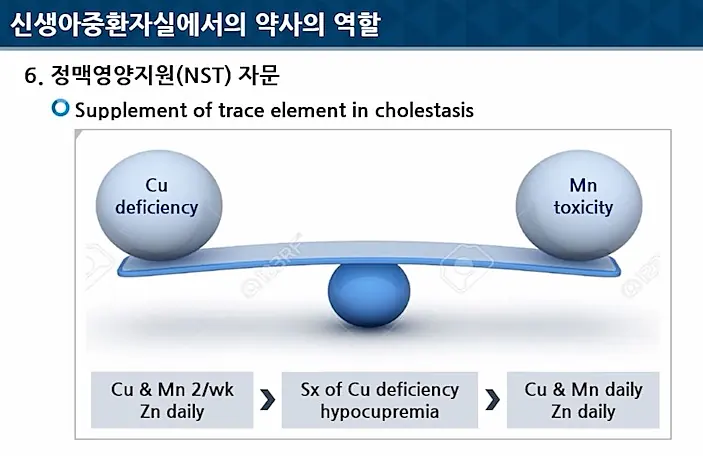 신생아중환자실에서의 약사의 역할
6. 정맥영양지원(NST) 자문
Supplement of trace element in cholestasis
Cu
deficiency
Mn
toxicity
Cu & Mn 2/wk
Zn daily
Sx of Cu deficiency
hypocupremia
Cu & Mn daily
Zn daily